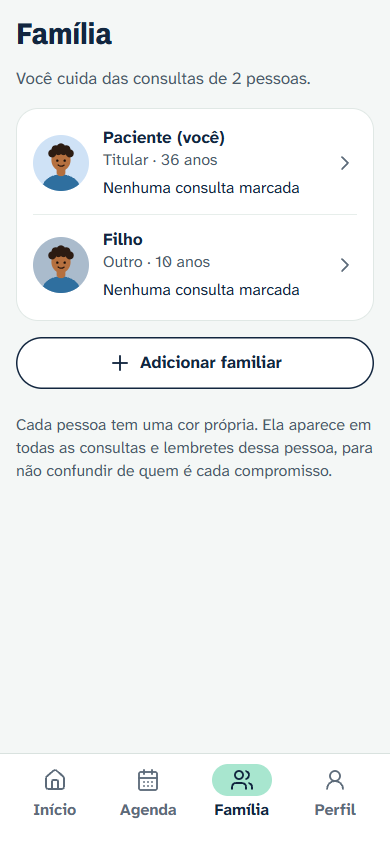 Família
Você cuida das consultas de 2 pessoas.
Paciente (você)
Titular · 36 anos
Nenhuma consulta marcada
Filho
Outro · 10 anos
Nenhuma consulta marcada
Adicionar familiar
Cada pessoa tem uma cor própria. Ela aparece em
todas as consultas e lembretes dessa pessoa, para
não confundir de quem é cada compromisso.
Início
Agenda
Família
Perfil